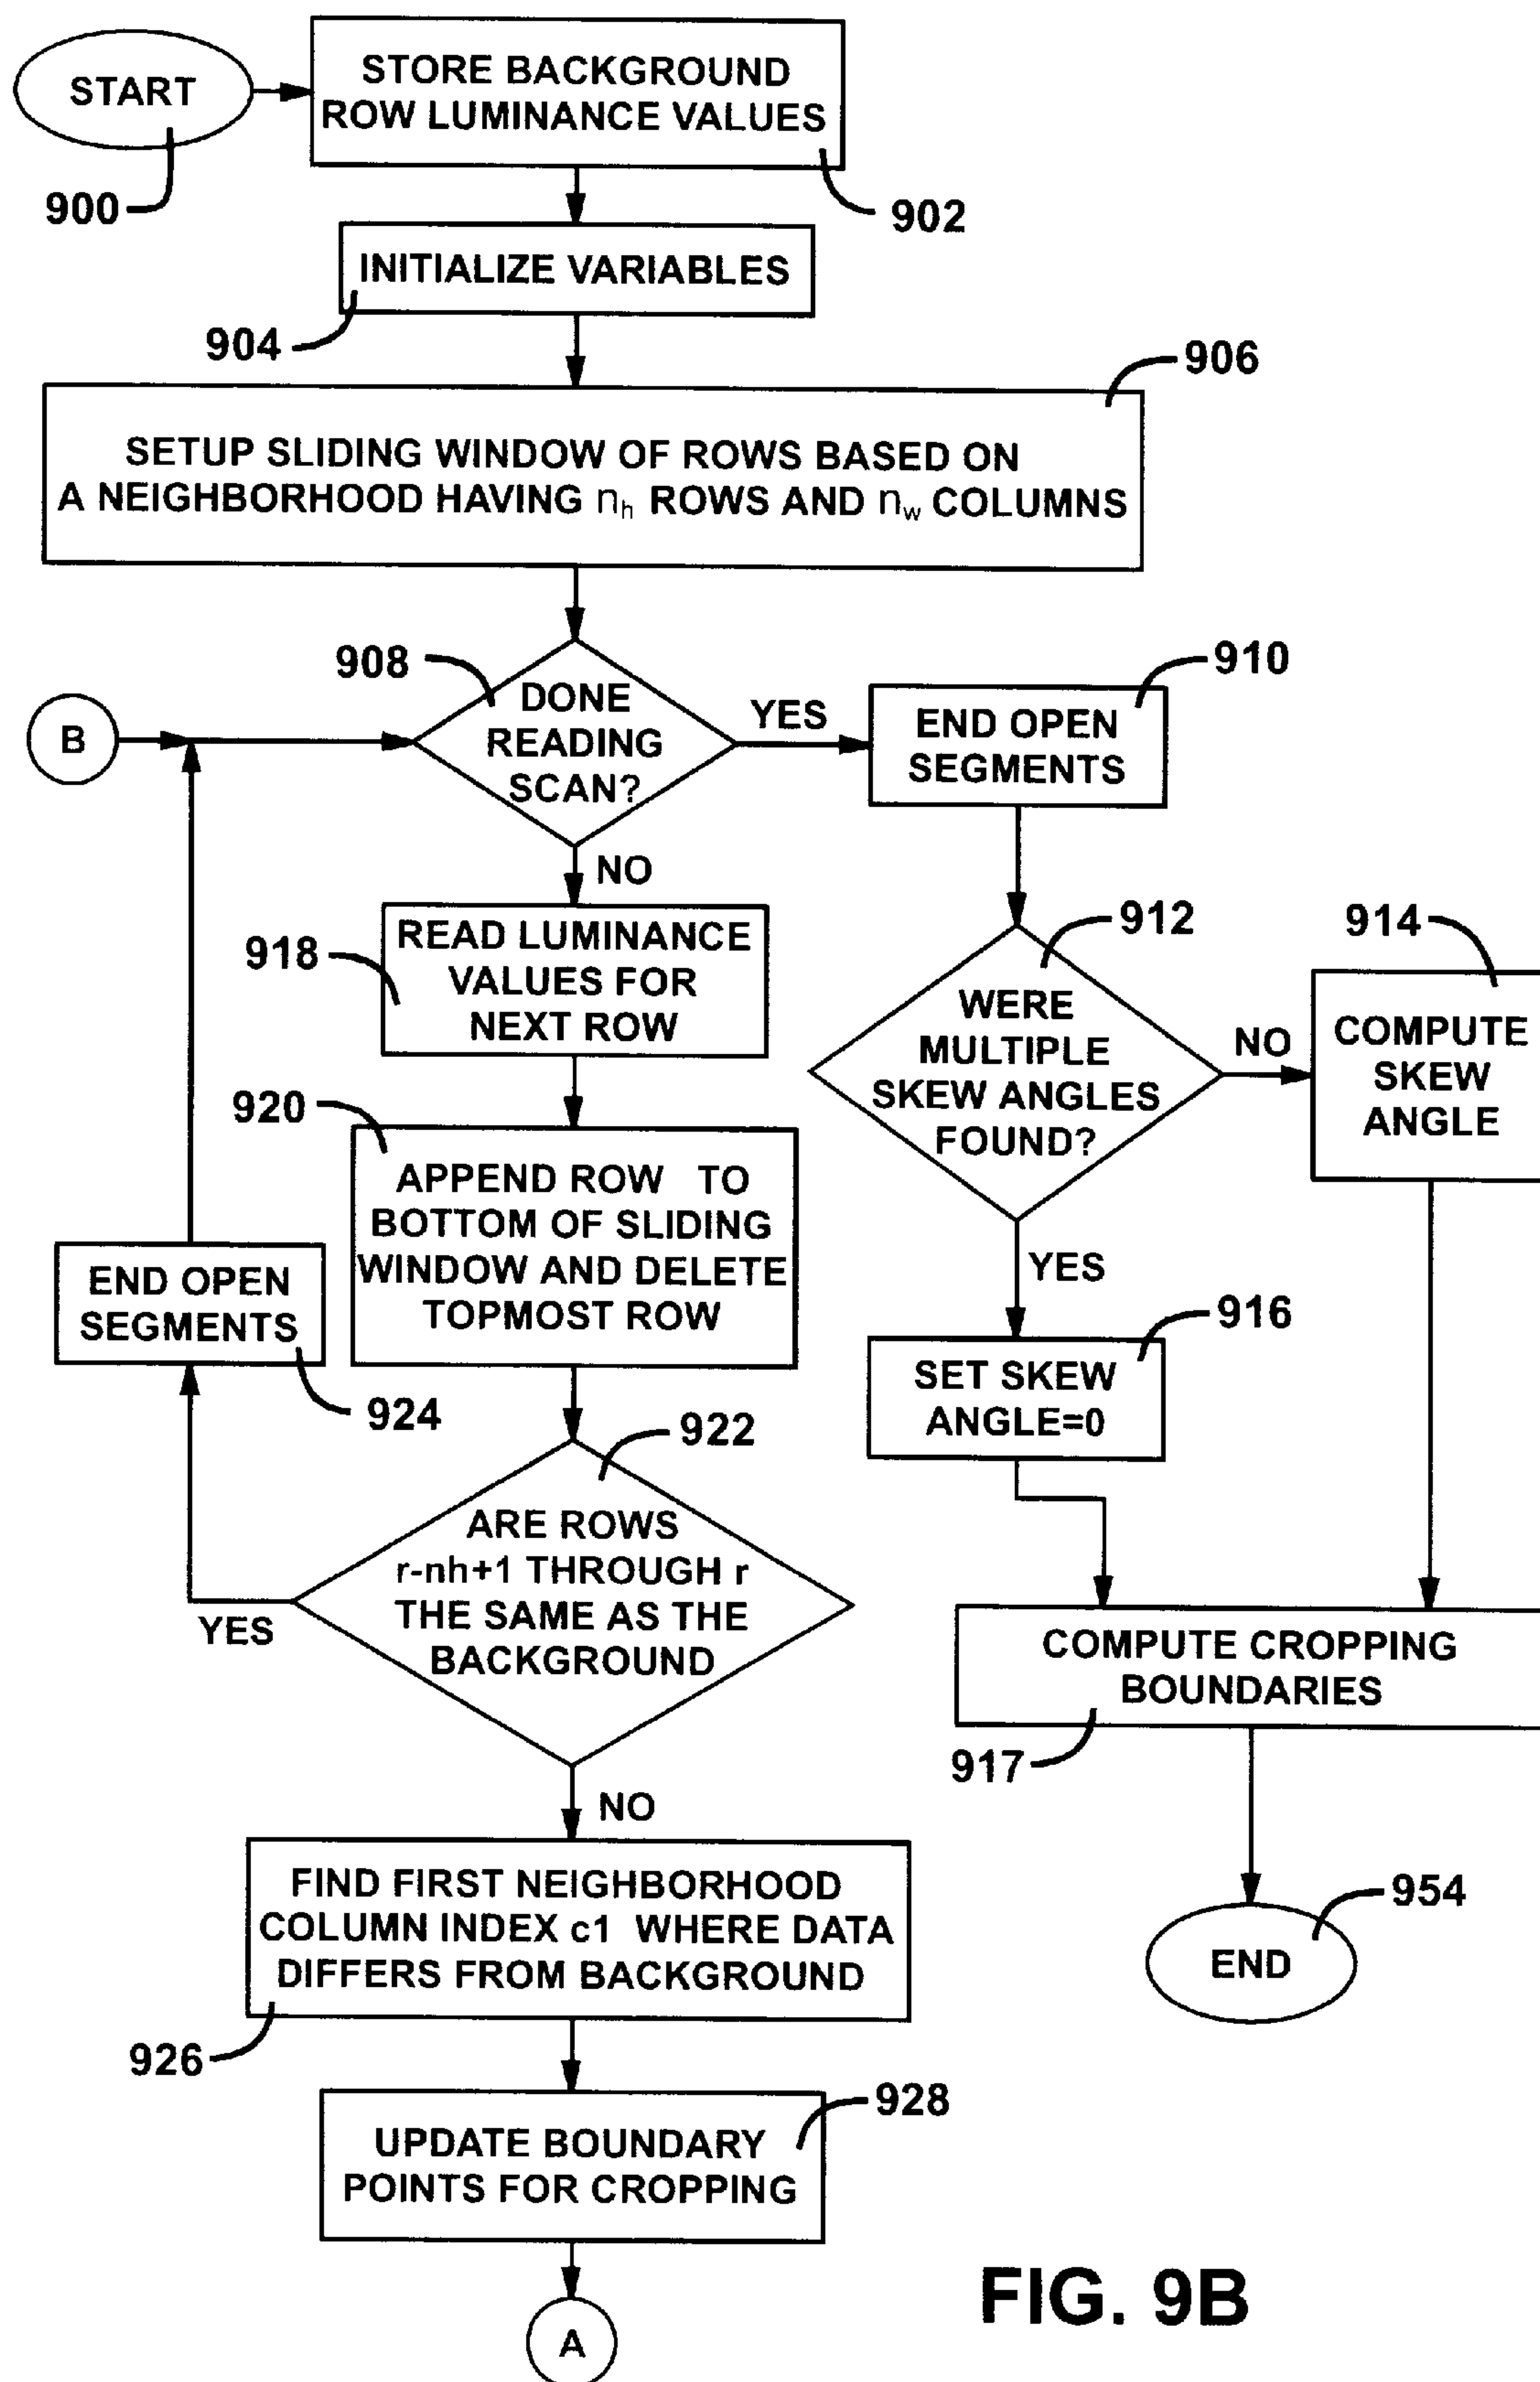 START
STORE BACKGROUND
ROW LUMINANCE VALUES
900
902
INITIALIZE VARIABLES
904
906
SETUP SLIDING WINDOW OF ROWS BASED ON
A NEIGHBORHOOD HAVING nh ROWS AND nw COLUMNS
908
910
B
DONE
READING
SCAN?
YES
END OPEN
SEGMENTS
NO
918
READ LUMINANCE
VALUES FOR
NEXT ROW
912
914
WERE
MULTIPLE
SKEW ANGLES
FOUND?
NO
COMPUTE
SKEW
ANGLE
920
APPEND ROW TO
BOTTOM OF SLIDING
WINDOW AND DELETE
TOPMOST ROW
END OPEN
SEGMENTS
924
YES
916
SET SKEW
ANGLE=0
922
ARE ROWS
r-nh+1 THROUGH r
THE SAME AS THE
BACKGROUND
YES
COMPUTE CROPPING
BOUNDARIES
917
NO
FIND FIRST NEIGHBORHOOD
COLUMN INDEX c1 WHERE DATA
DIFFERS FROM BACKGROUND
926
954
END
928
UPDATE BOUNDARY
POINTS FOR CROPPING
A
FIG. 9B